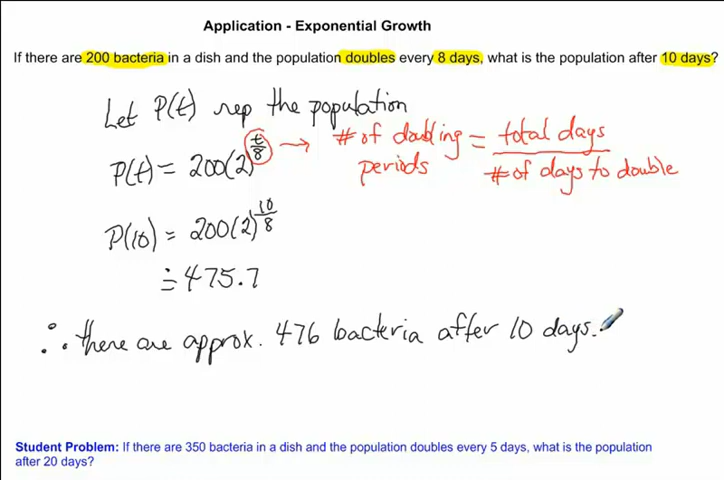 Application - Exponential Growth
If there are 200 bacteria in a dish and the population doubles every 8 days, what is the population after 10 days?
Let P(t) rep the population
P(t) = 200(2)^(t/8) → # of doubling periods = total days / # of days to double
P(10) = 200(2)^(10/8)
≐ 475.7
∴ there are approx. 476 bacteria after 10 days.
Student Problem: If there are 350 bacteria in a dish and the population doubles every 5 days, what is the population
after 20 days?